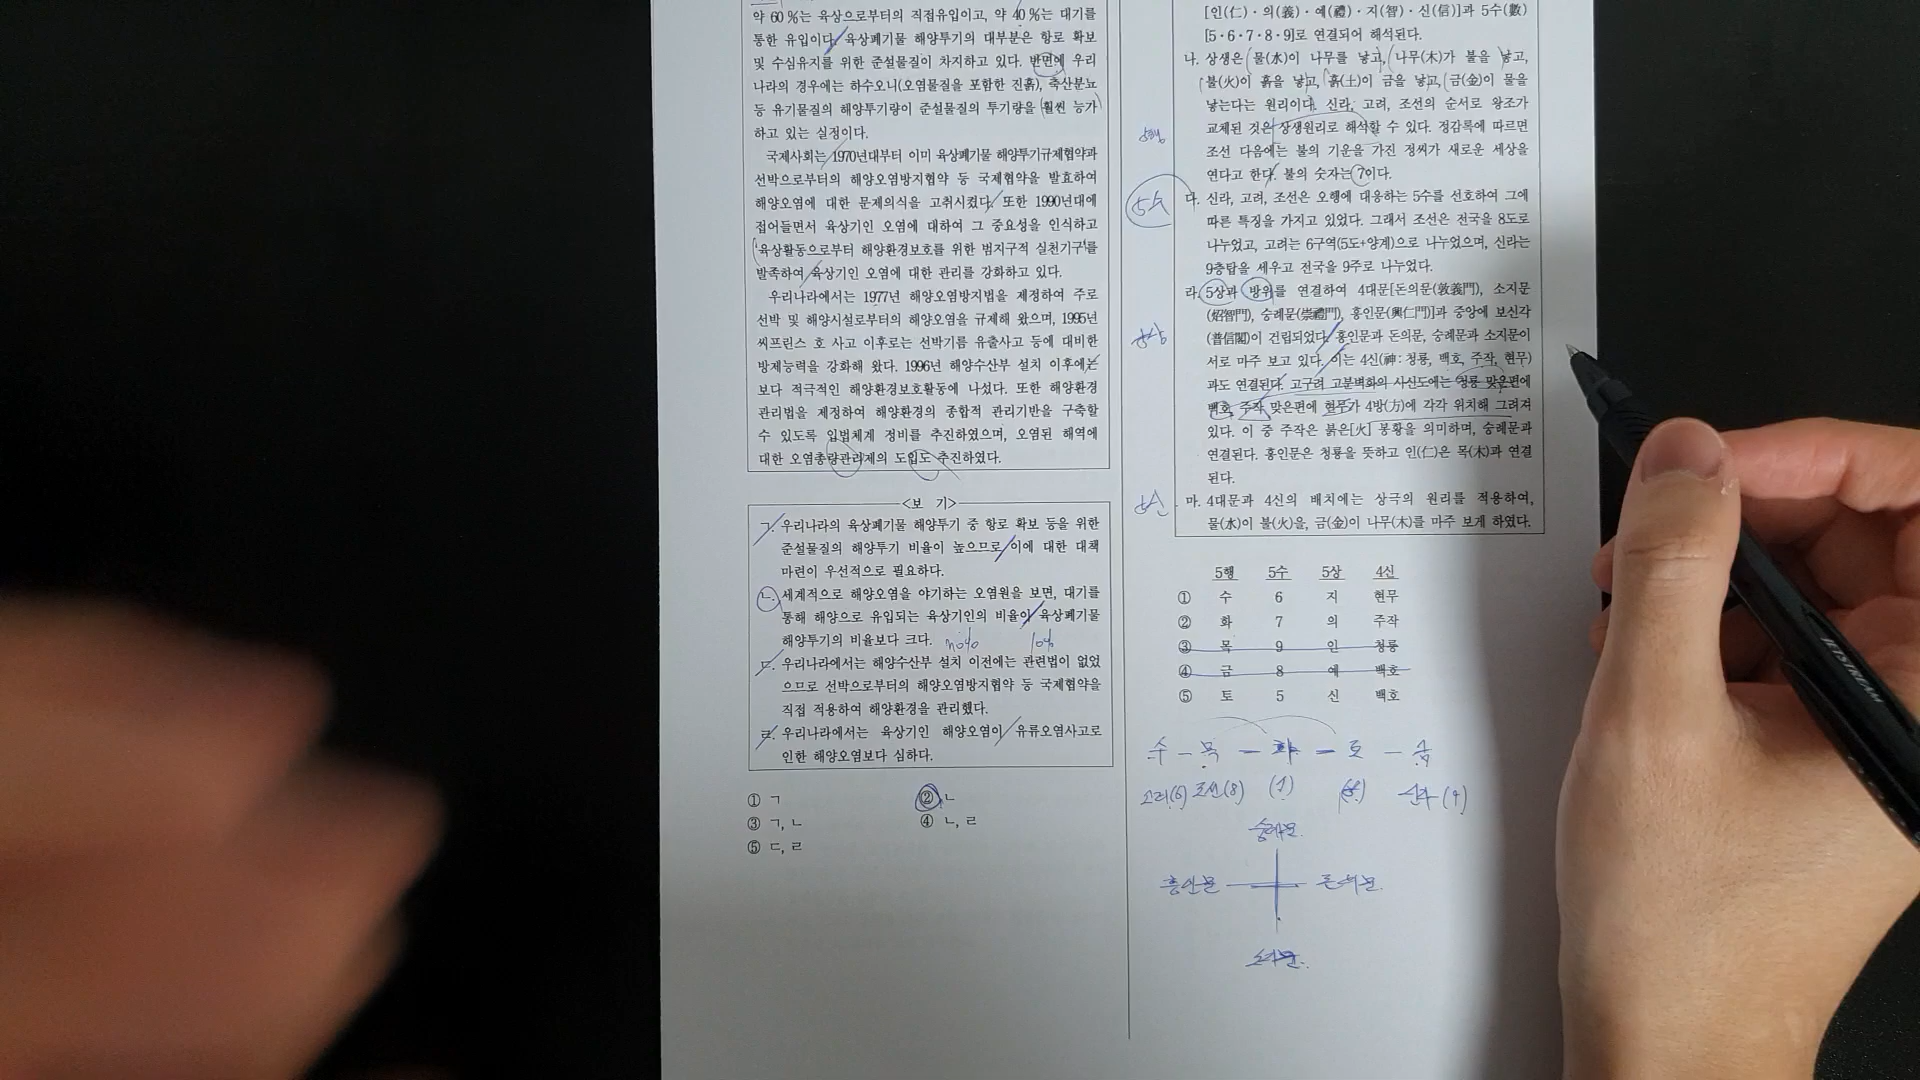 약 60 %는 육상으로부터의 직접유입이고, 약 40 %는 대기를
통한 유입이다. 육상폐기물 해양투기의 대부분은 항로 확보
및 수심유지를 위한 준설물질이 차지하고 있다. 반면에 우리
나라의 경우에는 하수오니(오염물질을 포함한 진흙), 축산분뇨
등 유기물질의 해양투기량이 준설물질의 투기량을 훨씬 능가
하고 있는 실정이다.
국제사회는 1970년대부터 이미 육상폐기물 해양투기규제협약과
선박으로부터의 해양오염방지협약 등 국제협약을 발효하여
해양오염에 대한 문제의식을 고취시켰다. 또한 1990년대에
접어들면서 육상기인 오염에 대하여 그 중요성을 인식하고
'육상활동으로부터 해양환경보호를 위한 범지구적 실천기구'를
발족하여 육상기인 오염에 대한 관리를 강화하고 있다.
우리나라에서는 1977년 해양오염방지법을 제정하여 주로
선박 및 해양시설로부터의 해양오염을 규제해 왔으며, 1995년
씨프린스 호 사고 이후로는 선박기름 유출사고 등에 대비한
방제능력을 강화해 왔다. 1996년 해양수산부 설치 이후에는
보다 적극적인 해양환경보호활동에 나섰다. 또한 해양환경
관리법을 제정하여 해양환경의 종합적 관리기반을 구축할
수 있도록 입법체계 정비를 추진하였으며, 오염된 해역에
대한 오염총량관리제의 도입도 추진하였다.
<보 기>
ㄱ. 우리나라의 육상폐기물 해양투기 중 항로 확보 등을 위한
준설물질의 해양투기 비율이 높으므로 이에 대한 대책
마련이 우선적으로 필요하다.
ㄴ. 세계적으로 해양오염을 야기하는 오염원을 보면, 대기를
통해 해양으로 유입되는 육상기인의 비율이 육상폐기물
해양투기의 비율보다 크다.
10%
ㄷ. 우리나라에서는 해양수산부 설치 이전에는 관련법이 없었
으므로 선박으로부터의 해양오염방지협약 등 국제협약을
직접 적용하여 해양환경을 관리했다.
ㄹ. 우리나라에서는 육상기인 해양오염이 유류오염사고로
인한 해양오염보다 심하다.
① ㄱ ② ㄴ
③ ㄱ, ㄴ ④ ㄴ, ㄹ
⑤ ㄷ, ㄹ
[인(仁)·의(義)·예(禮)·지(智)·신(信)]과 5수(數)
[5·6·7·8·9]로 연결되어 해석된다.
나. 상생은 물(水)이 나무를 낳고, 나무(木)가 불을 낳고,
불(火)이 흙을 낳고, 흙(土)이 금을 낳고, 금(金)이 물을
낳는다는 원리이다. 신라, 고려, 조선의 순서로 왕조가
교체된 것은 상생원리로 해석할 수 있다. 정감록에 따르면
조선 다음에는 불의 기운을 가진 정씨가 새로운 세상을
연다고 한다. 불의 숫자는 7이다.
5수
다. 신라, 고려, 조선은 오행에 대응하는 5수를 선호하여 그에
따른 특징을 가지고 있었다. 그래서 조선은 전국을 8도로
나누었고, 고려는 6구역(5도+양계)으로 나누었으며, 신라는
9층탑을 세우고 전국을 9주로 나누었다.
라. 5상과 방위를 연결하여 4대문[돈의문(敦義門), 소지문
(炤智門), 숭례문(崇禮門), 흥인문(興仁門)]과 중앙에 보신각
(普信閣)이 건립되었다. 흥인문과 돈의문, 숭례문과 소지문이
서로 마주 보고 있다. 이는 4신(神:청룡, 백호, 주작, 현무)
과도 연결된다. 고구려 고분벽화의 사신도에는 청룡 맞은편에
백호, 주작 맞은편에 현무가 4방(方)에 각각 위치해 그려져
있다. 이 중 주작은 붉은[火] 봉황을 의미하며, 숭례문과
연결된다. 흥인문은 청룡을 뜻하고 인(仁)은 목(木)과 연결
된다.
마. 4대문과 4신의 배치에는 상극의 원리를 적용하여,
물(水)이 불(火)을, 금(金)이 나무(木)를 마주 보게 하였다.
5행 5수 5상 4신
① 수 6 지 현무
② 화 7 의 주작
③ 목 9 인 청룡
④ 금 8 예 백호
⑤ 토 5 신 백호
수 - 목 - 화 - 토 - 금
고려(6) 조선(8) 신라(9)
숭례문.
흥인문 돈의문.
JETSTREAM